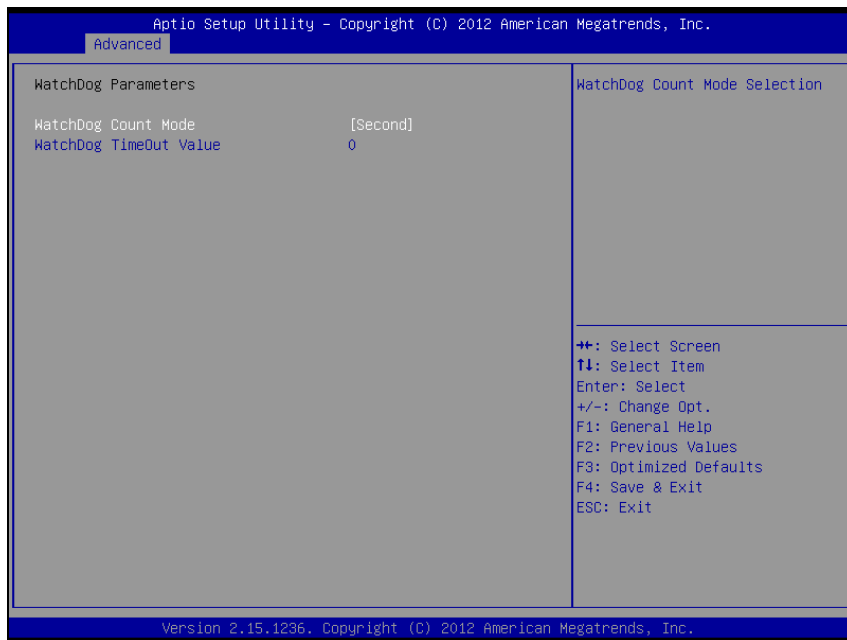 Aptio Setup Utility – Copyright (C) 2012 American Megatrends, Inc.
Advanced
WatchDog Parameters
WatchDog Count Mode [Second]
WatchDog TimeOut Value 0
WatchDog Count Mode Selection
→←: Select Screen
↑↓: Select Item
Enter: Select
+/-: Change Opt.
F1: General Help
F2: Previous Values
F3: Optimized Defaults
F4: Save & Exit
ESC: Exit
Version 2.15.1236. Copyright (C) 2012 American Megatrends, Inc.